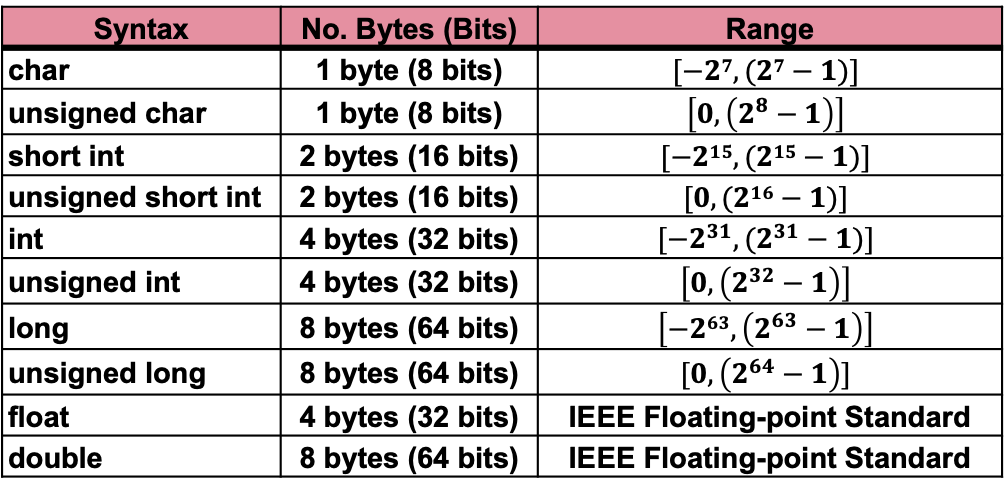 Syntax No. Bytes (Bits) Range
char 1 byte (8 bits) [−2⁷, (2⁷ − 1)]
unsigned char 1 byte (8 bits) [0, (2⁸ − 1)]
short int 2 bytes (16 bits) [−2¹⁵, (2¹⁵ − 1)]
unsigned short int 2 bytes (16 bits) [0, (2¹⁶ − 1)]
int 4 bytes (32 bits) [−2³¹, (2³¹ − 1)]
unsigned int 4 bytes (32 bits) [0, (2³² − 1)]
long 8 bytes (64 bits) [−2⁶³, (2⁶³ − 1)]
unsigned long 8 bytes (64 bits) [0, (2⁶⁴ − 1)]
float 4 bytes (32 bits) IEEE Floating-point Standard
double 8 bytes (64 bits) IEEE Floating-point Standard